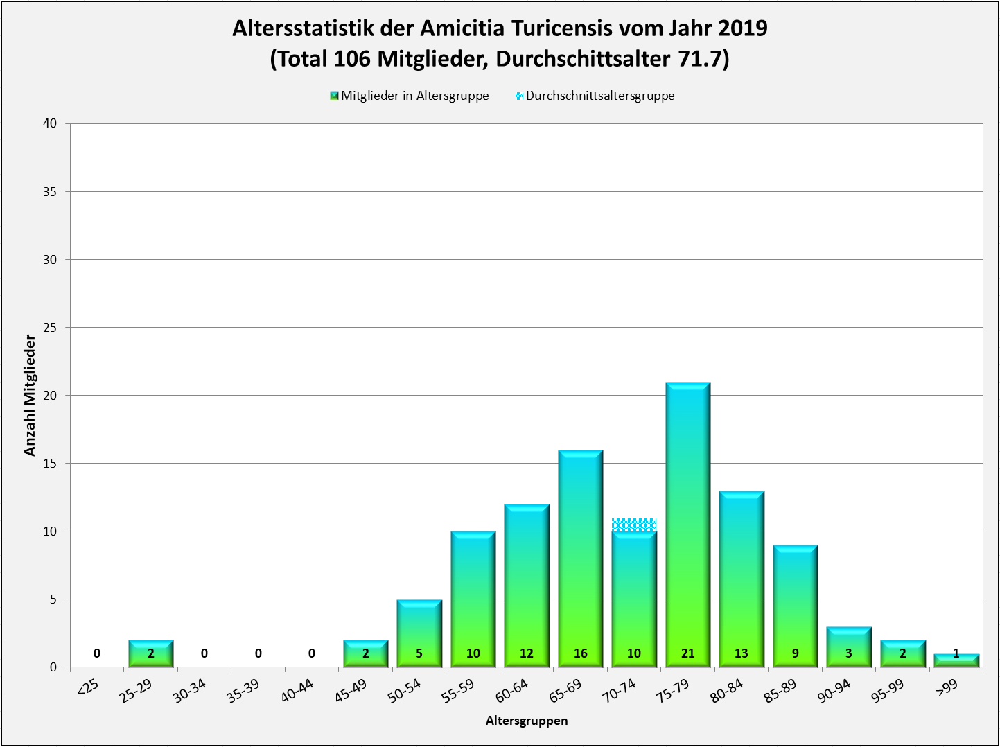 Altersstatistik der Amicitia Turicensis vom Jahr 2019
(Total 106 Mitglieder, Durchschittsalter 71.7)
Mitglieder in Altersgruppe Durchschnittsaltersgruppe
40
35
30
25
20
15
10
5
0
Anzahl Mitglieder
0 2 0 0 0 2 5 10 12 16 10 21 13 9 3 2 1
<25 25-29 30-34 35-39 40-44 45-49 50-54 55-59 60-64 65-69 70-74 75-79 80-84 85-89 90-94 95-99 >99
Altersgruppen